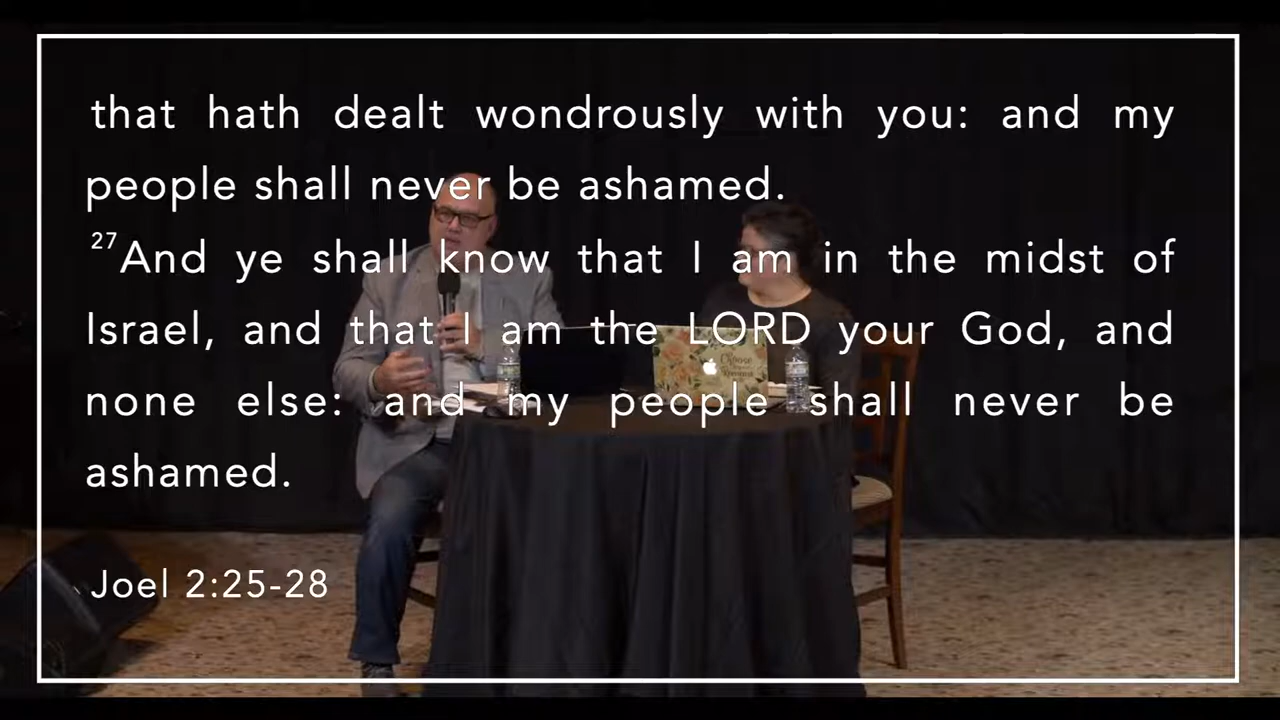 that hath dealt wondrously with you: and my
people shall never be ashamed.
27And ye shall know that I am in the midst of
Israel, and that I am the LORD your God, and
none else: and my people shall never be
ashamed.
Joel 2:25-28
Choose